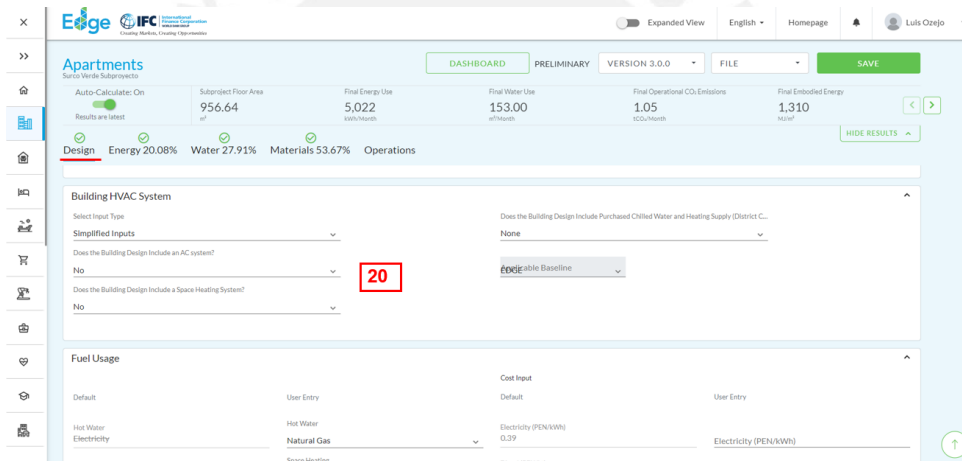 Edge IFC International Finance Corporation WORLD BANK GROUP
Creating Markets, Creating Opportunities
Expanded View English Homepage Luis Ozejo
Apartments
Surco Verde Subproyecto
DASHBOARD PRELIMINARY VERSION 3.0.0 FILE SAVE
Auto-Calculate: On Subproject Floor Area Final Energy Use Final Water Use Final Operational CO₂ Emissions Final Embodied Energy
956.64 5,022 153.00 1.05 1,310
Results are latest m² kWh/Month m³/Month tCO₂/Month MJ/m²
HIDE RESULTS
Design Energy 20.08% Water 27.91% Materials 53.67% Operations
Building HVAC System
Select Input Type Does the Building Design Include Purchased Chilled Water and Heating Supply (District C...
Simplified Inputs None
Does the Building Design Include an AC system?
No Applicable Baseline
EDGE
20
Does the Building Design Include a Space Heating System?
No
Fuel Usage
Cost Input
Default User Entry Default User Entry
Hot Water Hot Water Electricity (PEN/kWh)
Electricity Natural Gas 0.39 Electricity (PEN/kWh)
Space Heating